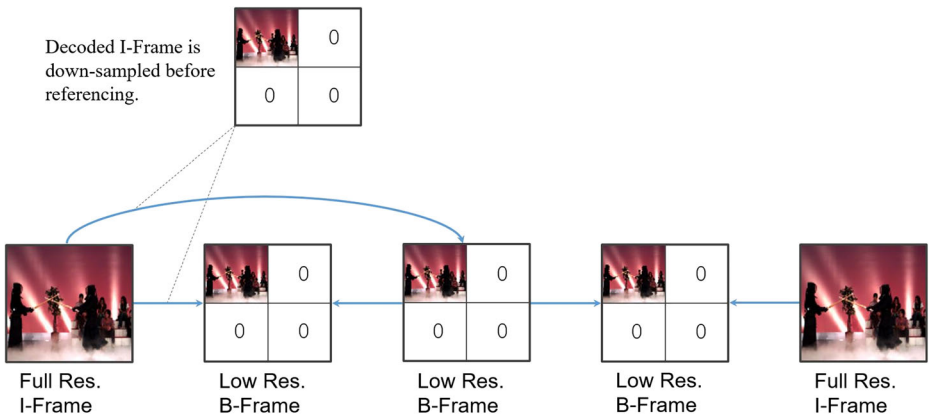 0
Decoded I-Frame is
down-sampled before
referencing.
0 0
0 0 0
0 0 0 0 0 0
Full Res. Low Res. Low Res. Low Res. Full Res.
I-Frame B-Frame B-Frame B-Frame I-Frame